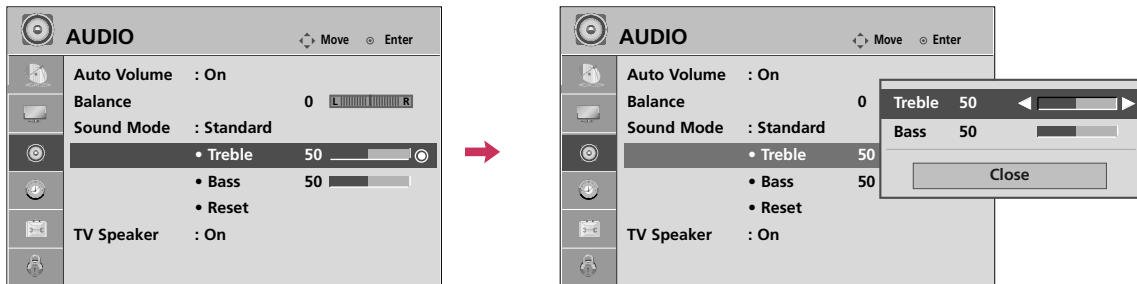 AUDIO Move Enter
Auto Volume : On
Balance 0 L R
Sound Mode : Standard
• Treble 50
• Bass 50
• Reset
TV Speaker : On
AUDIO Move Enter
Auto Volume : On
Balance 0
Sound Mode : Standard
• Treble 50
• Bass 50
• Reset
TV Speaker : On
Treble 50
Bass 50
Close